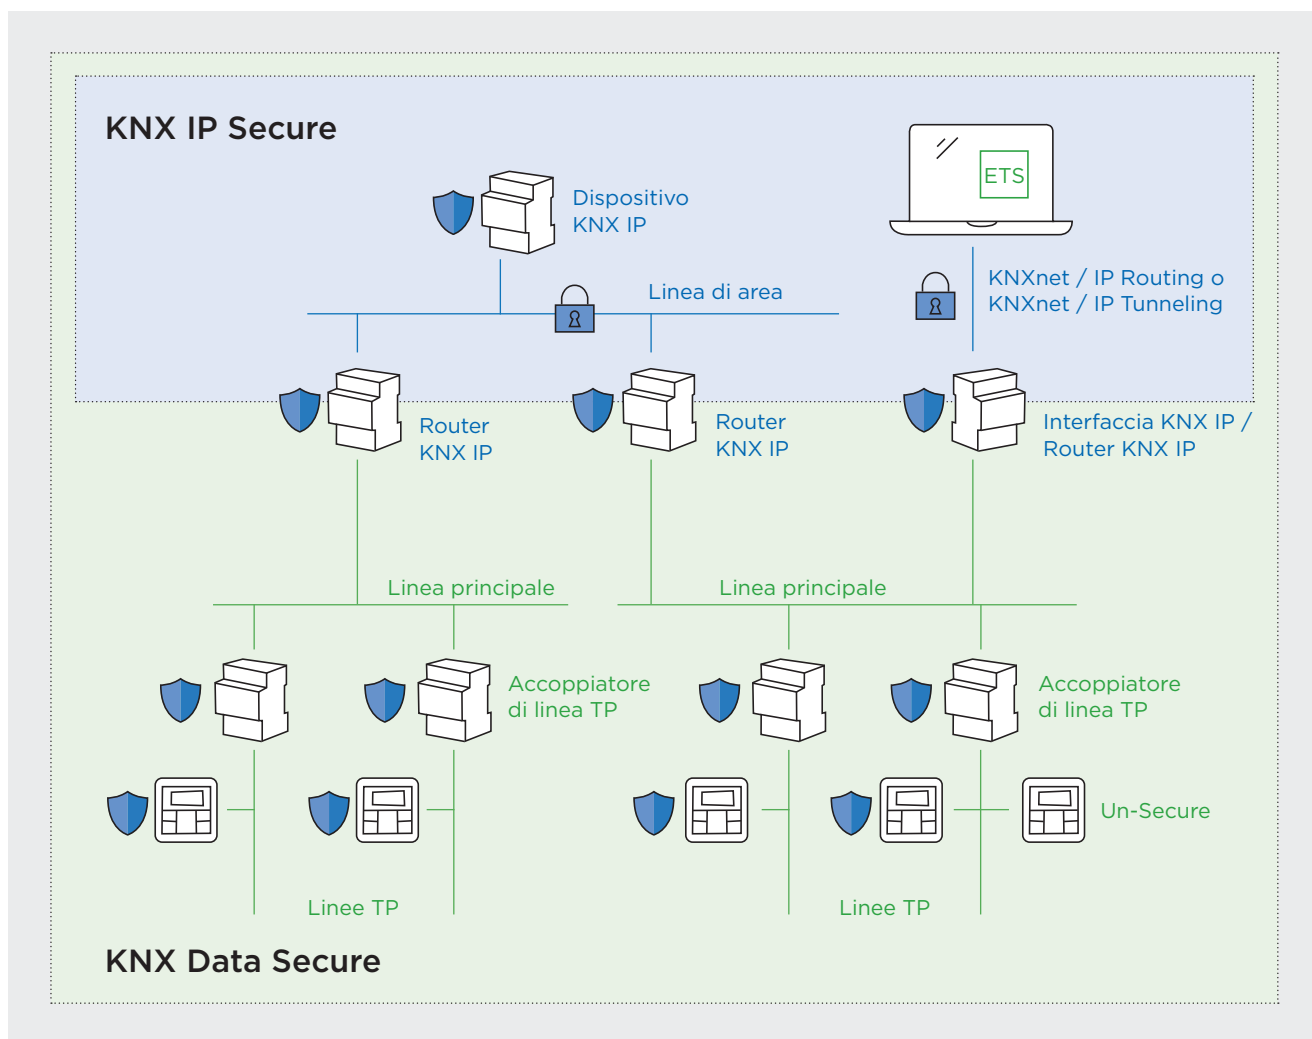 KNX IP Secure
ETS
Dispositivo
KNX IP
Linea di area
KNXnet / IP Routing o
KNXnet / IP Tunneling
Router
KNX IP
Router
KNX IP
Interfaccia KNX IP /
Router KNX IP
Linea principale
Linea principale
Accoppiatore
di linea TP
Accoppiatore
di linea TP
Un-Secure
Linee TP
Linee TP
KNX Data Secure